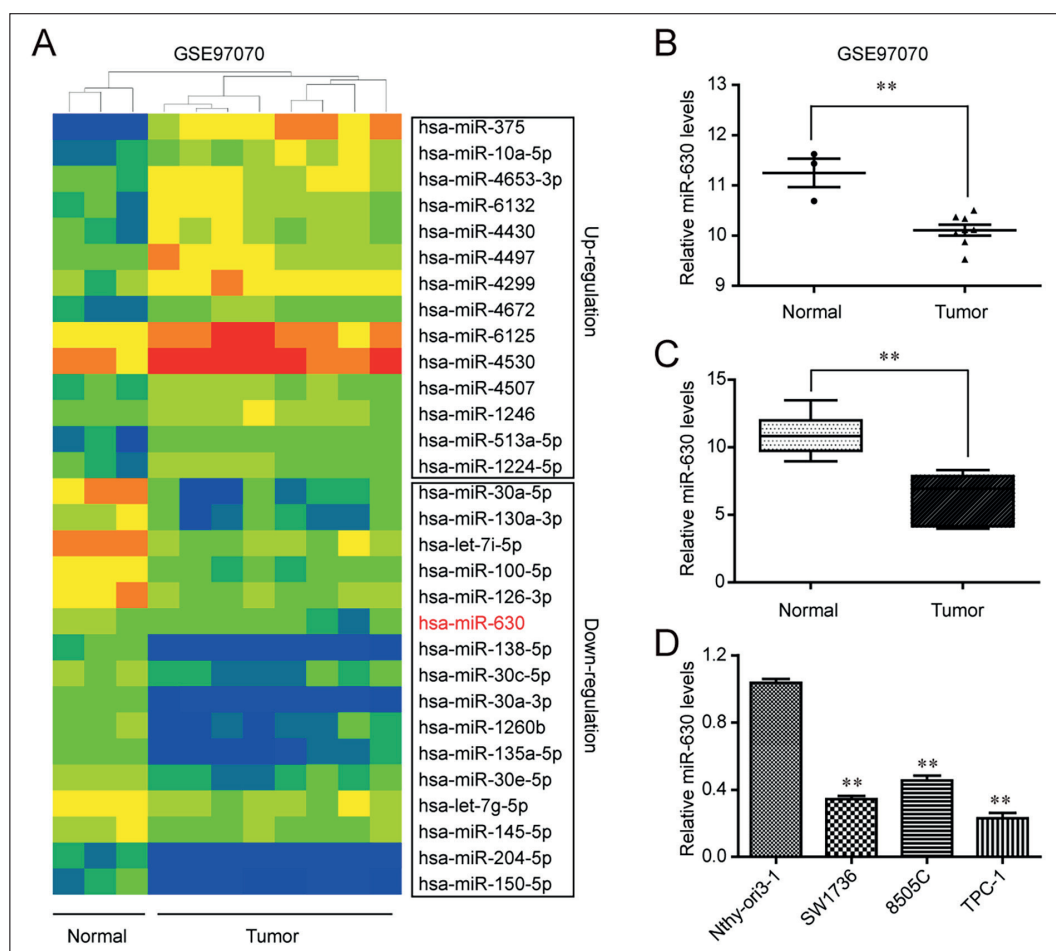 A
GSE97070
hsa-miR-375
hsa-miR-10a-5p
hsa-miR-4653-3p
hsa-miR-6132
hsa-miR-4430
hsa-miR-4497
hsa-miR-4299
hsa-miR-4672
hsa-miR-6125
hsa-miR-4530
hsa-miR-4507
hsa-miR-1246
hsa-miR-513a-5p
hsa-miR-1224-5p
Up-regulation
hsa-miR-30a-5p
hsa-miR-130a-3p
hsa-let-7i-5p
hsa-miR-100-5p
hsa-miR-126-3p
hsa-miR-630
hsa-miR-138-5p
hsa-miR-30c-5p
hsa-miR-30a-3p
hsa-miR-1260b
hsa-miR-135a-5p
hsa-miR-30e-5p
hsa-let-7g-5p
hsa-miR-145-5p
hsa-miR-204-5p
hsa-miR-150-5p
Down-regulation
Normal Tumor
B
GSE97070
Relative miR-630 levels
13
12
11
10
9
**
Normal Tumor
C
Relative miR-630 levels
15
10
5
0
**
Normal Tumor
D
Relative miR-630 levels
1.2
0.8
0.4
0.0
** ** **
Nthy-ori3-1 SW1736 8505C TPC-1